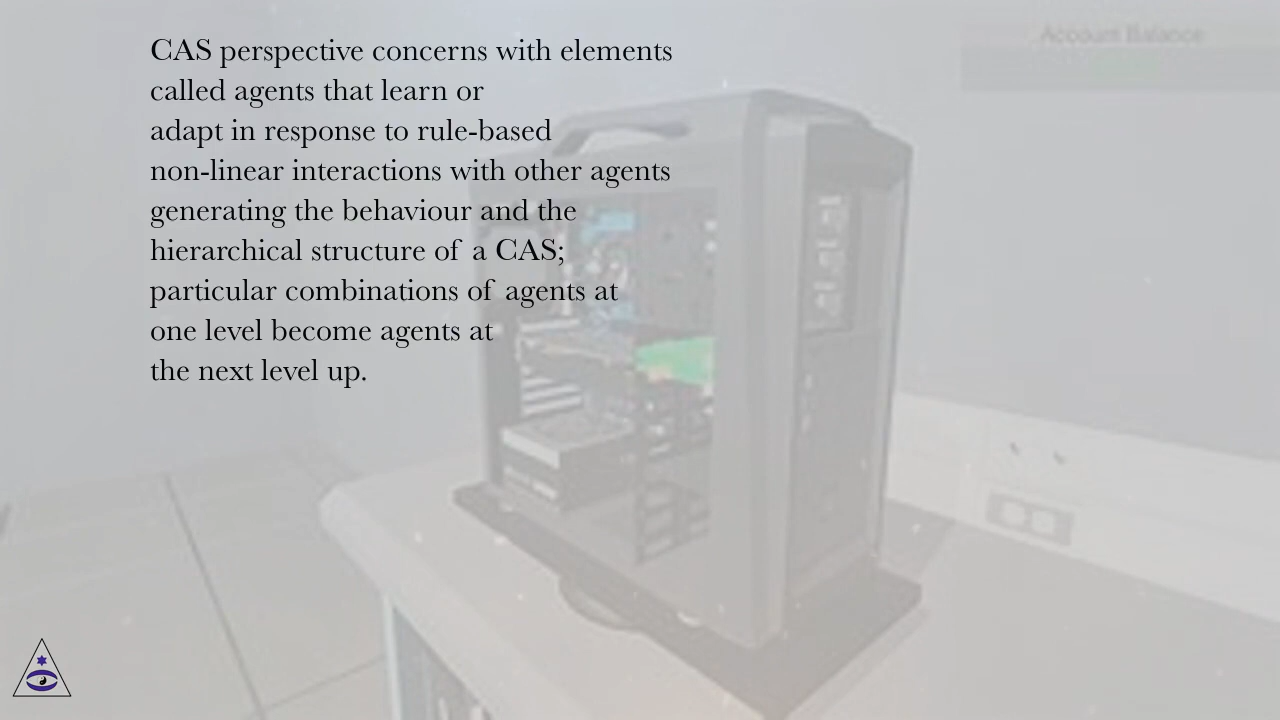 CAS perspective concerns with elements
called agents that learn or
adapt in response to rule-based
non-linear interactions with other agents
generating the behaviour and the
hierarchical structure of a CAS;
particular combinations of agents at
one level become agents at
the next level up.
Account Balance